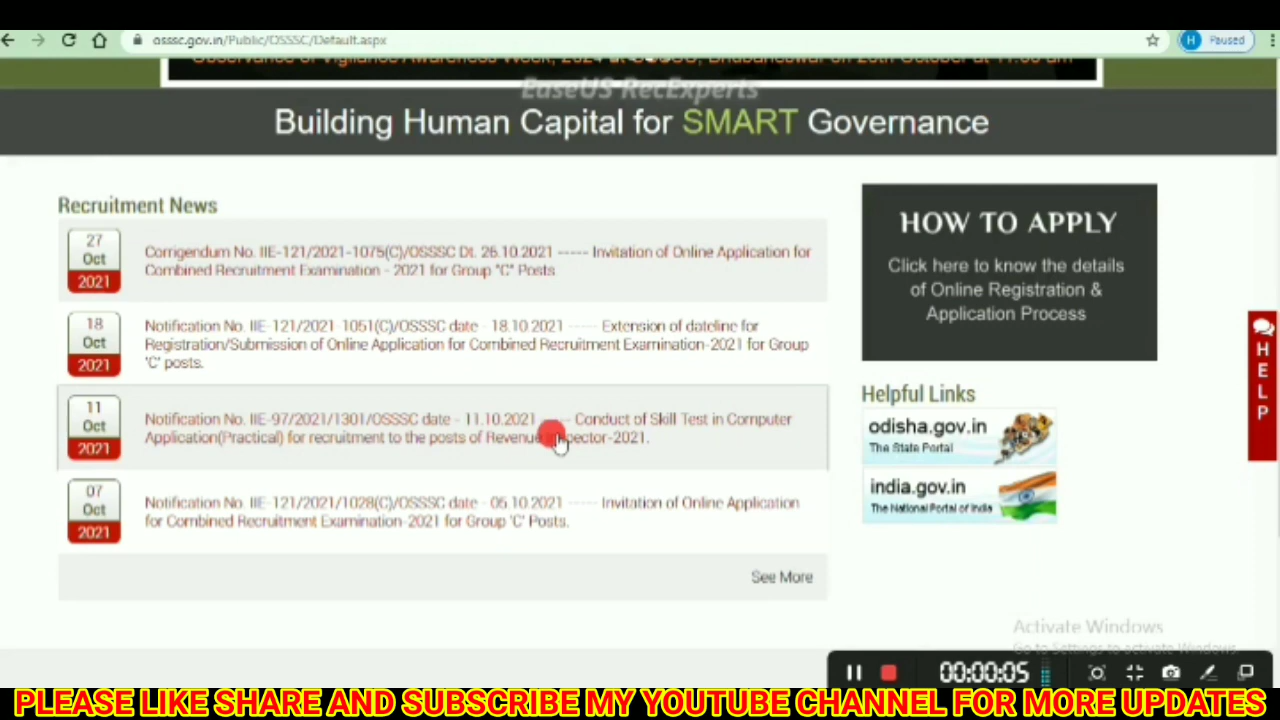 osssc.gov.in/Public/OSSSC/Default.aspx
Paused
H
EaseUS RecExperts
Building Human Capital for SMART Governance
Recruitment News
27
Oct
2021
Corrigendum No. IIE-121/2021-1075(C)/OSSSC Dt. 26.10.2021 ----- Invitation of Online Application for
Combined Recruitment Examination - 2021 for Group "C" Posts
18
Oct
2021
Notification No. IIE-121/2021-1051(C)/OSSSC date - 18.10.2021 ----- Extension of dateline for
Registration/Submission of Online Application for Combined Recruitment Examination-2021 for Group
'C' posts.
11
Oct
2021
Notification No. IIE-97/2021/1301/OSSSC date - 11.10.2021 ----- Conduct of Skill Test in Computer
Application(Practical) for recruitment to the posts of Revenue
07
Oct
2021
Notification No. IIE-121/2021/1028(C)/OSSSC date - 05.10.2021 ----- Invitation of Online Application
for Combined Recruitment Examination-2021 for Group 'C' Posts.
See More
HOW TO APPLY
Click here to know the details
of Online Registration &
Application Process
Helpful Links
odisha.gov.in
The State Portal
india.gov.in
The National Portal of India
HELP
Activate Windows
Go to Settings to activate Windows.
00:00:05
PLEASE LIKE SHARE AND SUBSCRIBE MY YOUTUBE CHANNEL FOR MORE UPDATES